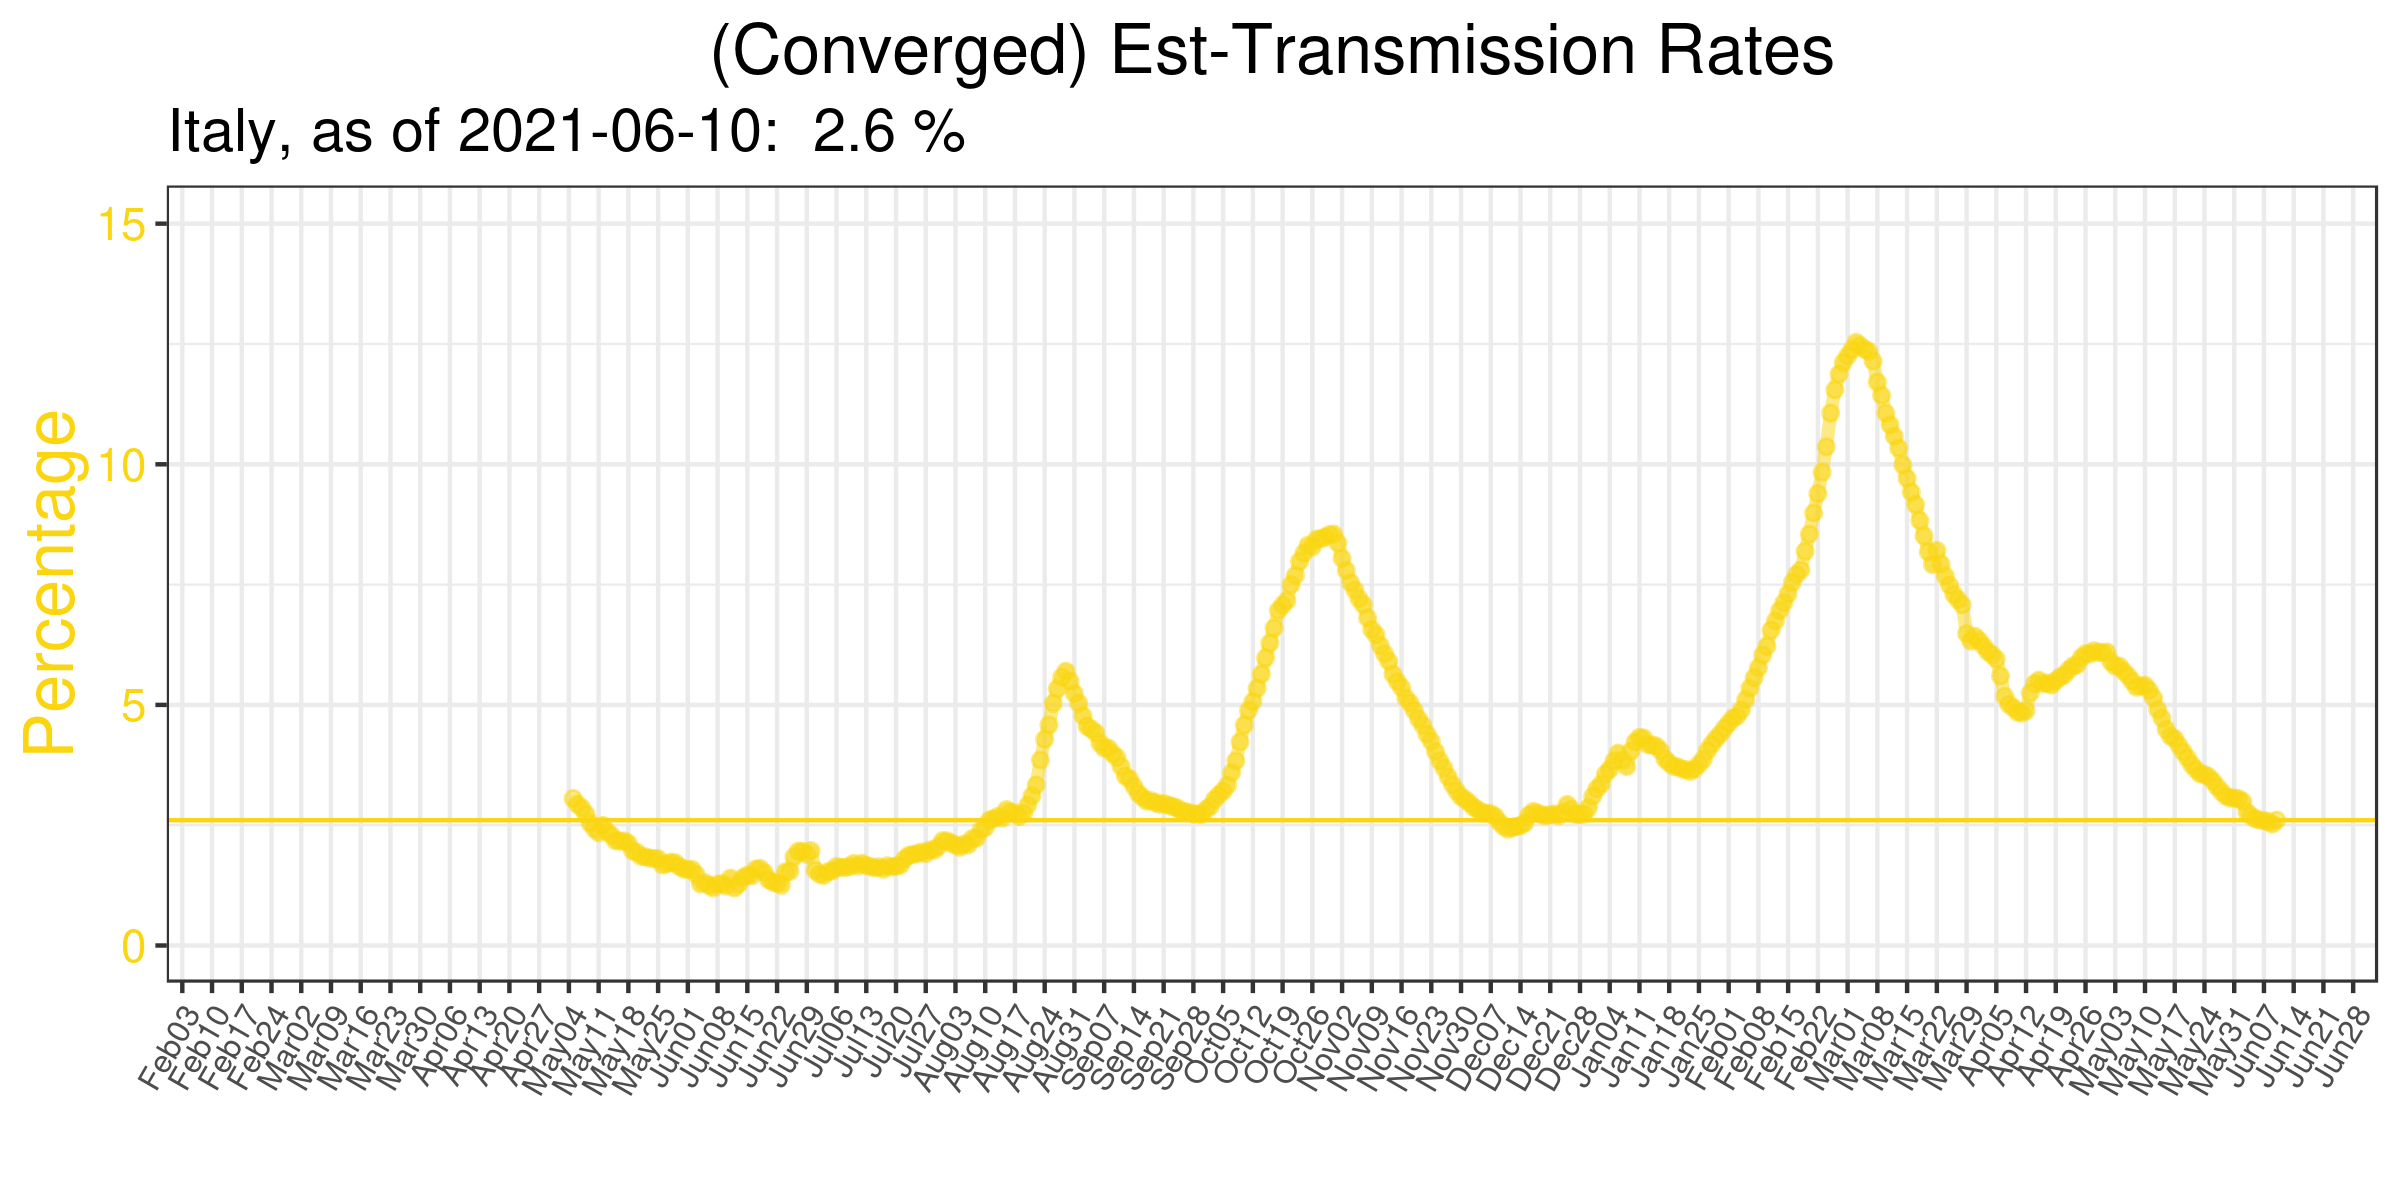 (Converged) Est-Transmission Rates
Italy, as of 2021-06-10:  2.6 %
Percentage
15
10
5
0
Feb03
Feb10
Feb17
Feb24
Mar02
Mar09
Mar16
Mar23
Mar30
Apr06
Apr13
Apr20
Apr27
May04
May11
May18
May25
Jun01
Jun08
Jun15
Jun22
Jun29
Jul06
Jul13
Jul20
Jul27
Aug03
Aug10
Aug17
Aug24
Aug31
Sep07
Sep14
Sep21
Sep28
Oct05
Oct12
Oct19
Oct26
Nov02
Nov09
Nov16
Nov23
Nov30
Dec07
Dec14
Dec21
Dec28
Jan04
Jan11
Jan18
Jan25
Feb01
Feb08
Feb15
Feb22
Mar01
Mar08
Mar15
Mar22
Mar29
Apr05
Apr12
Apr19
Apr26
May03
May10
May17
May24
May31
Jun07
Jun14
Jun21
Jun28